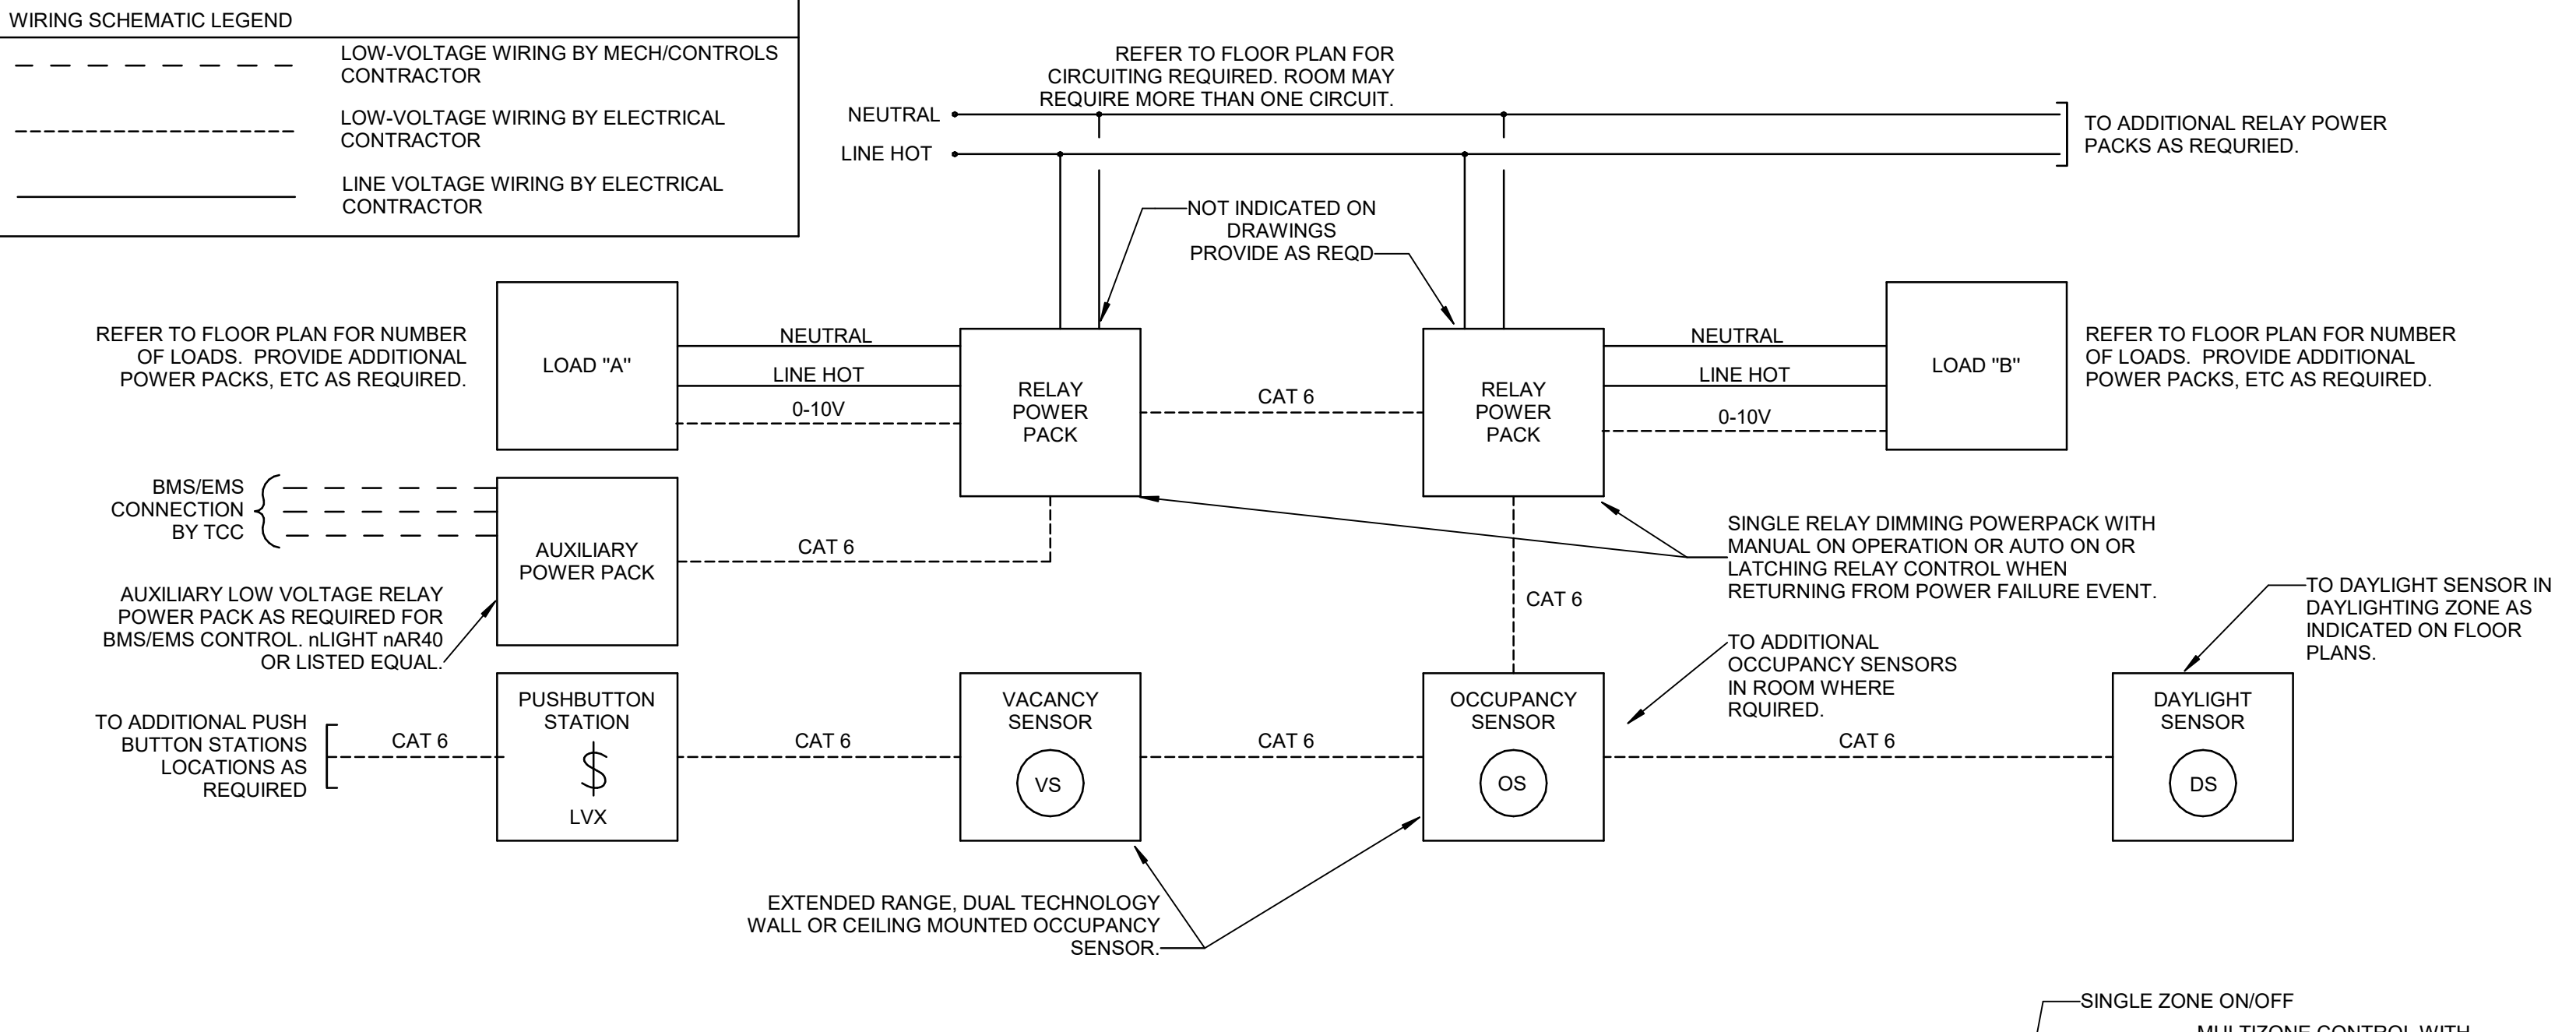 WIRING SCHEMATIC LEGEND
LOW-VOLTAGE WIRING BY MECH/CONTROLS
CONTRACTOR
LOW-VOLTAGE WIRING BY ELECTRICAL
CONTRACTOR
LINE VOLTAGE WIRING BY ELECTRICAL
CONTRACTOR
REFER TO FLOOR PLAN FOR
CIRCUITING REQUIRED. ROOM MAY
REQUIRE MORE THAN ONE CIRCUIT.
NEUTRAL
LINE HOT
TO ADDITIONAL RELAY POWER
PACKS AS REQURIED.
NOT INDICATED ON
DRAWINGS
PROVIDE AS REQD
REFER TO FLOOR PLAN FOR NUMBER
OF LOADS. PROVIDE ADDITIONAL
POWER PACKS, ETC AS REQUIRED.
LOAD "A"
NEUTRAL
LINE HOT
0-10V
RELAY
POWER
PACK
CAT 6
RELAY
POWER
PACK
NEUTRAL
LINE HOT
0-10V
LOAD "B"
REFER TO FLOOR PLAN FOR NUMBER
OF LOADS. PROVIDE ADDITIONAL
POWER PACKS, ETC AS REQUIRED.
BMS/EMS
CONNECTION
BY TCC
AUXILIARY
POWER PACK
CAT 6
AUXILIARY LOW VOLTAGE RELAY
POWER PACK AS REQUIRED FOR
BMS/EMS CONTROL. nLIGHT nAR40
OR LISTED EQUAL.
CAT 6
SINGLE RELAY DIMMING POWERPACK WITH
MANUAL ON OPERATION OR AUTO ON OR
LATCHING RELAY CONTROL WHEN
RETURNING FROM POWER FAILURE EVENT.
TO ADDITIONAL
OCCUPANCY SENSORS
IN ROOM WHERE
RQUIRED.
TO DAYLIGHT SENSOR IN
DAYLIGHTING ZONE AS
INDICATED ON FLOOR
PLANS.
TO ADDITIONAL PUSH
BUTTON STATIONS
LOCATIONS AS
REQUIRED
CAT 6
PUSHBUTTON
STATION
$
LVX
CAT 6
VACANCY
SENSOR
VS
CAT 6
OCCUPANCY
SENSOR
OS
CAT 6
DAYLIGHT
SENSOR
DS
EXTENDED RANGE, DUAL TECHNOLOGY
WALL OR CEILING MOUNTED OCCUPANCY
SENSOR.
SINGLE ZONE ON/OFF
MULTIZONE CONTROL WITH